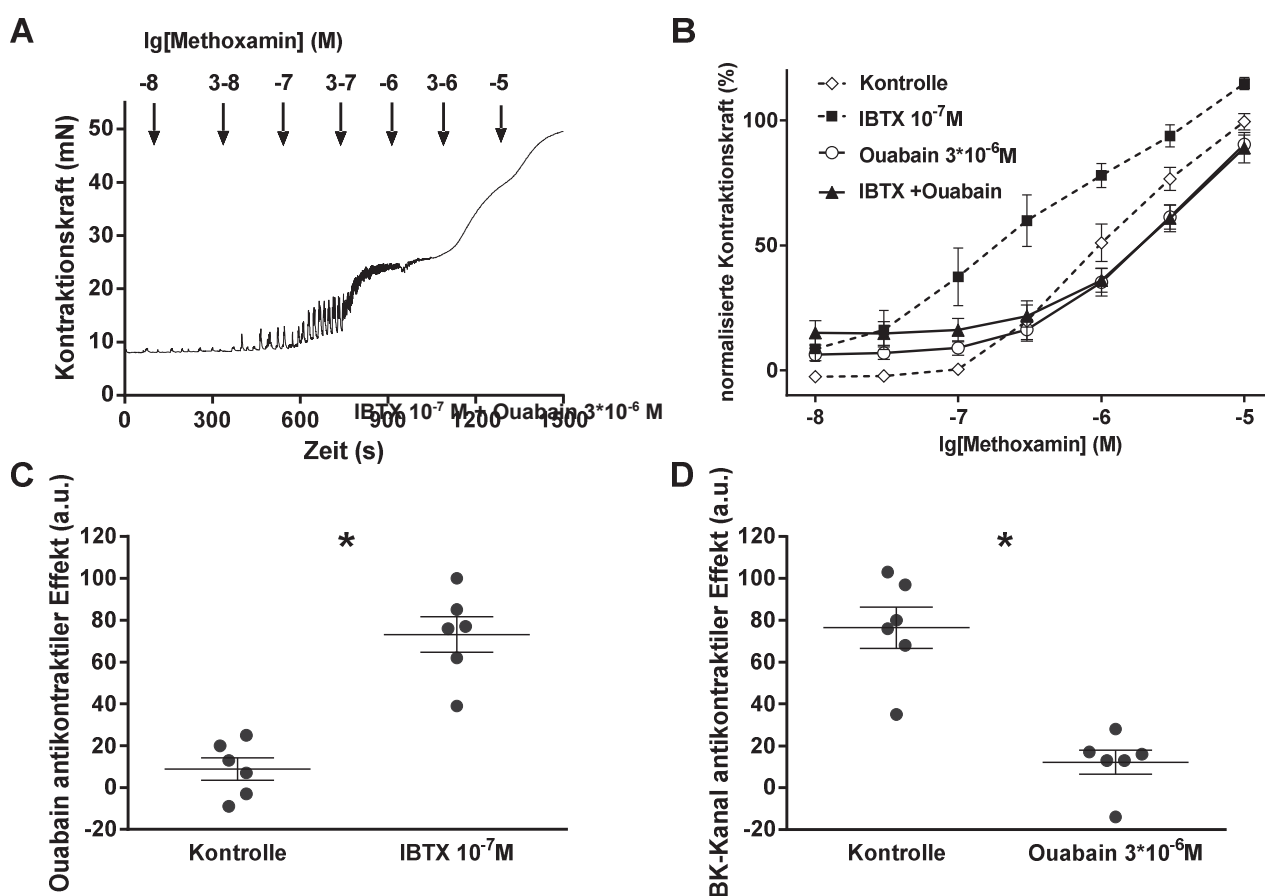 A
lg[Methoxamin] (M)
-8 3-8 -7 3-7 -6 3-6 -5
Kontraktionskraft (mN)
50
40
30
20
10
0
0 300 600 900 1200 1500
IBTX 10⁻⁷ M + Ouabain 3*10⁻⁶ M
Zeit (s)
B
normalisierte Kontraktionskraft (%)
Kontrolle
IBTX 10⁻⁷M
Ouabain 3*10⁻⁶M
IBTX +Ouabain
100
50
0
-8 -7 -6 -5
lg[Methoxamin] (M)
C
Ouabain antikontraktiler Effekt (a.u.)
120
100
80
60
40
20
0
-20
*
Kontrolle IBTX 10⁻⁷M
D
BK-Kanal antikontraktiler Effekt (a.u.)
120
100
80
60
40
20
0
-20
*
Kontrolle Ouabain 3*10⁻⁶M